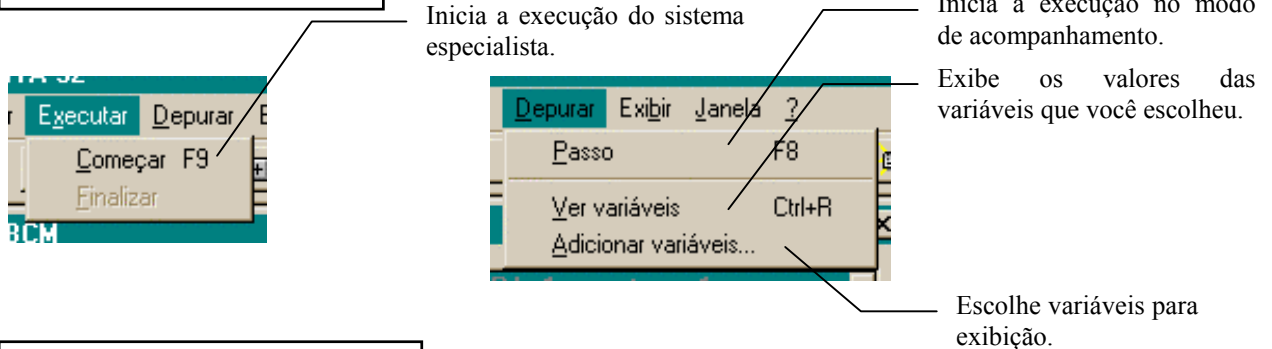 Inicia a execução do sistema
especialista.
Inicia a execução no modo
de acompanhamento.
Exibe os valores das
variáveis que você escolheu.
Executar Depurar
Começar F9
Finalizar
Depurar Exibir Janela ?
Passo F8
Ver variáveis Ctrl+R
Adicionar variáveis...
Escolhe variáveis para
exibição.